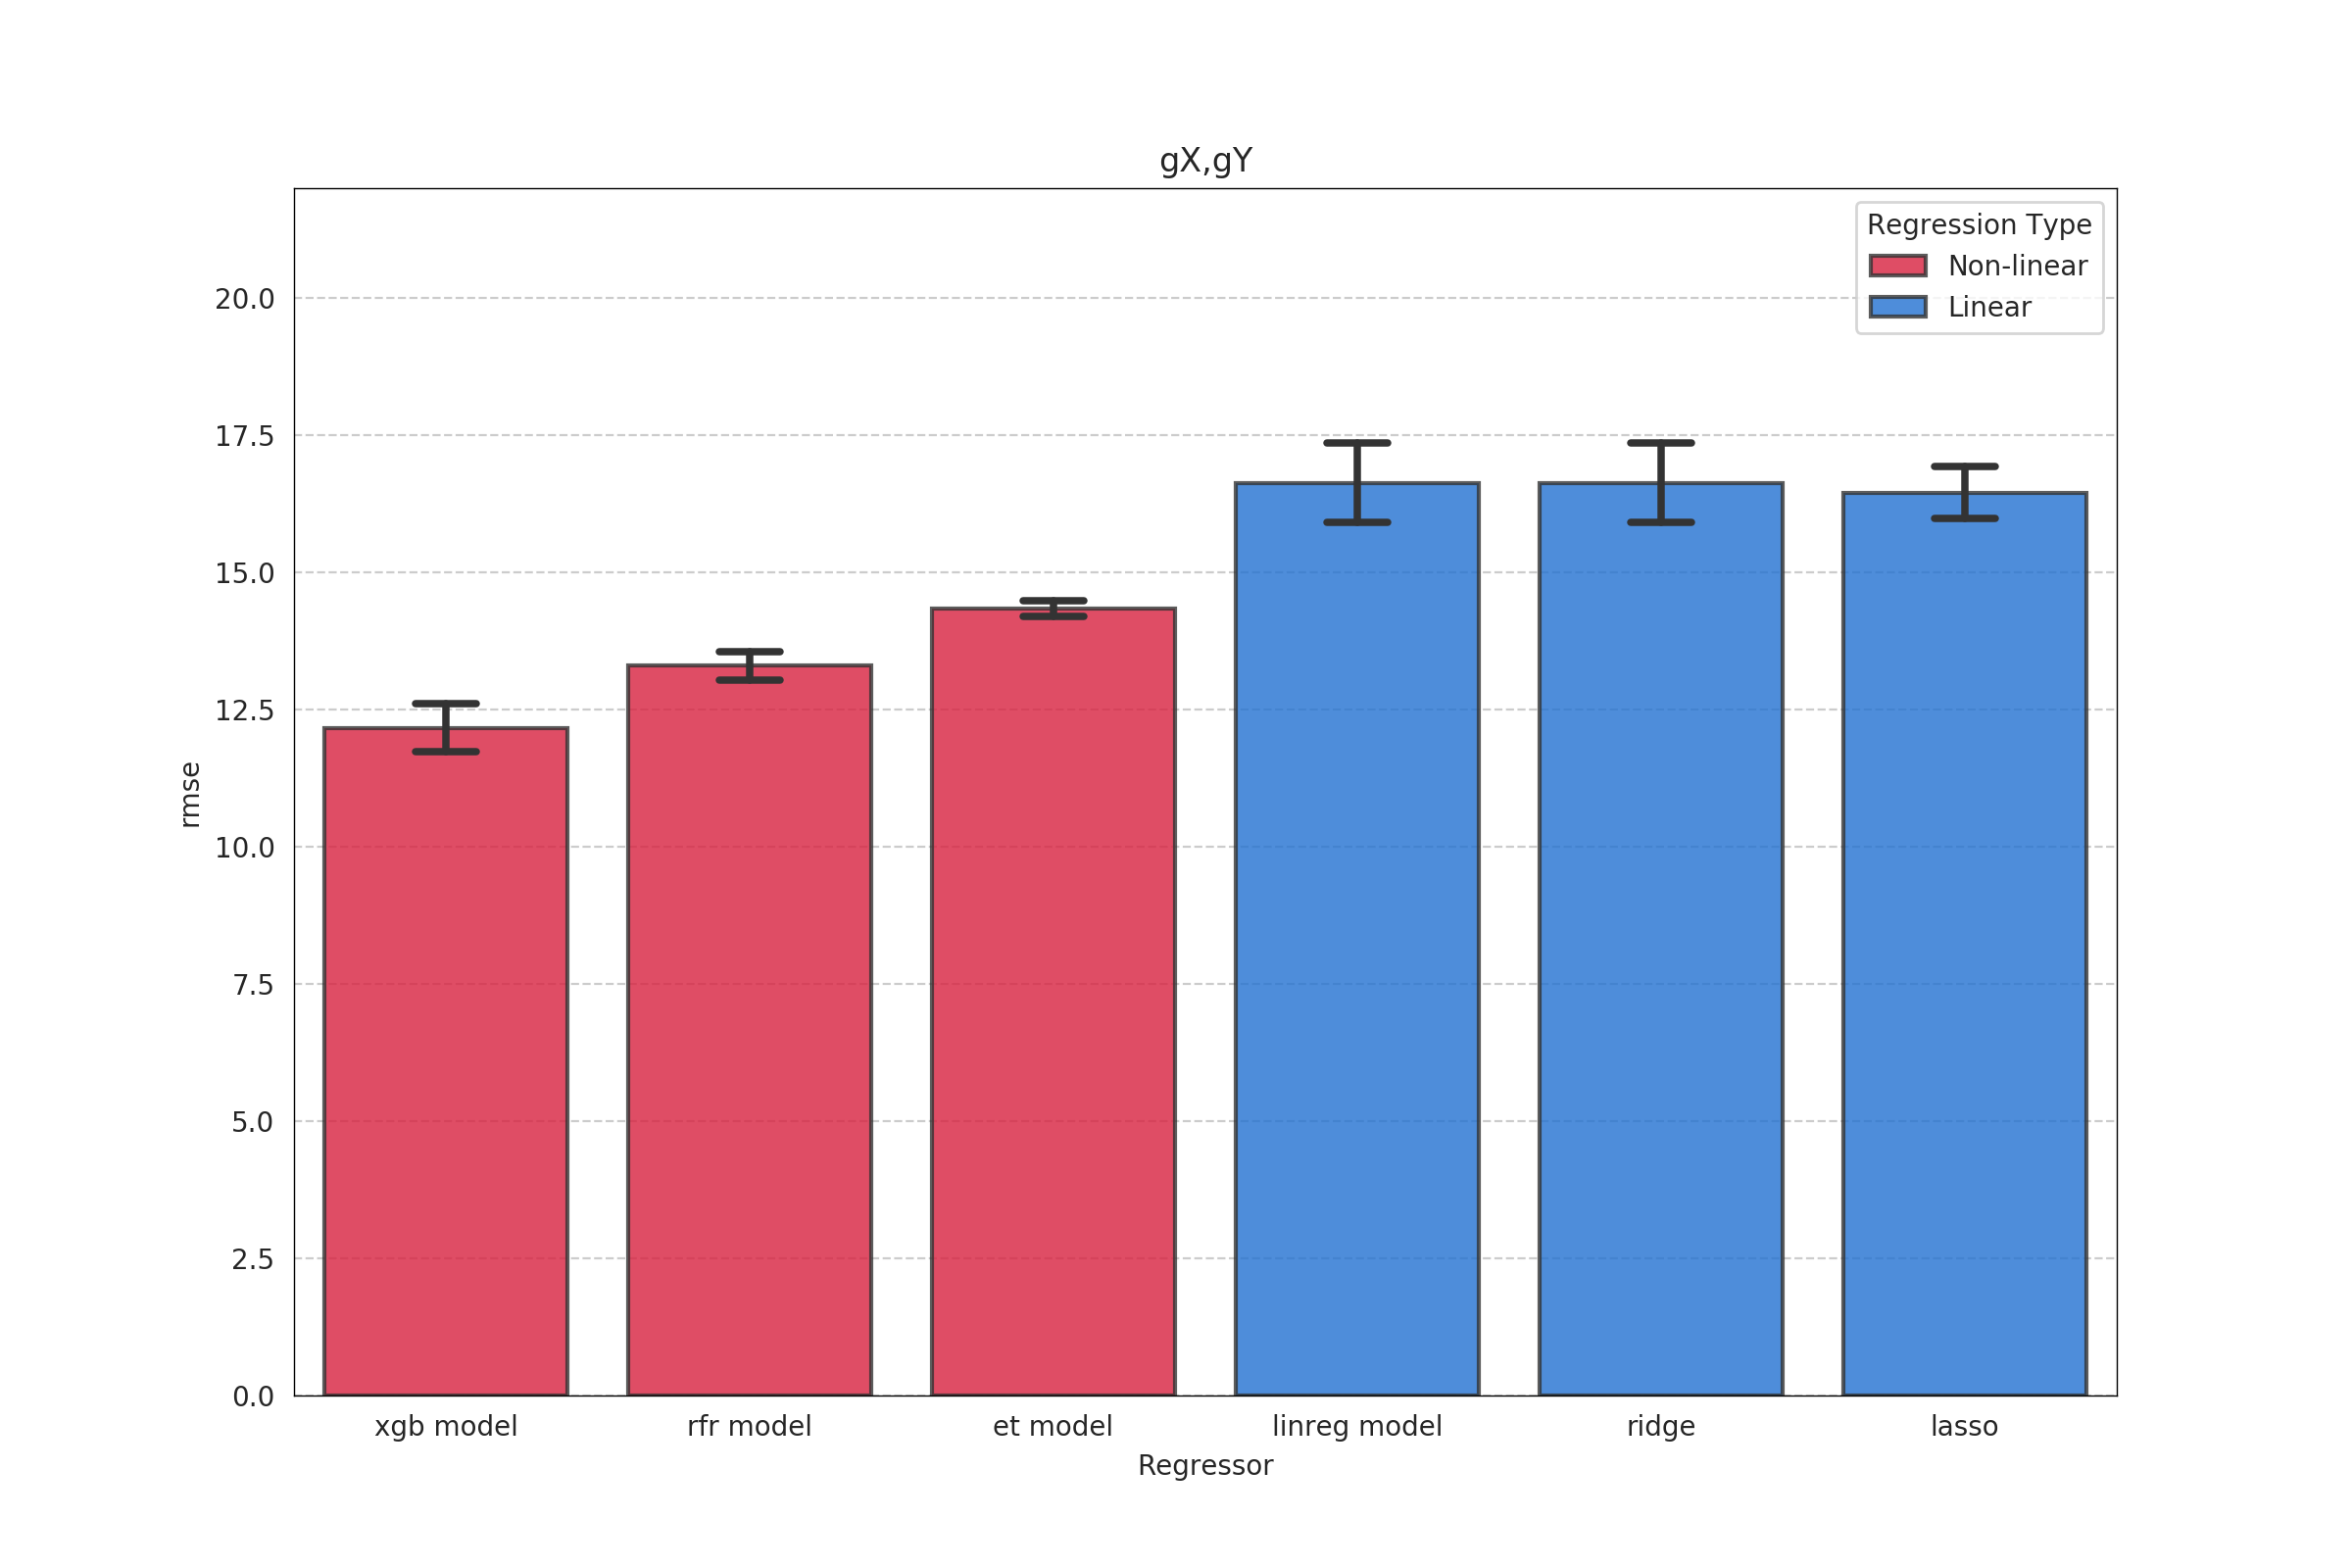 gX,gY
Regression Type
Non-linear
Linear
20.0
17.5
15.0
12.5
10.0
7.5
5.0
2.5
0.0
rmse
xgb model rfr model et model linreg model ridge lasso
Regressor